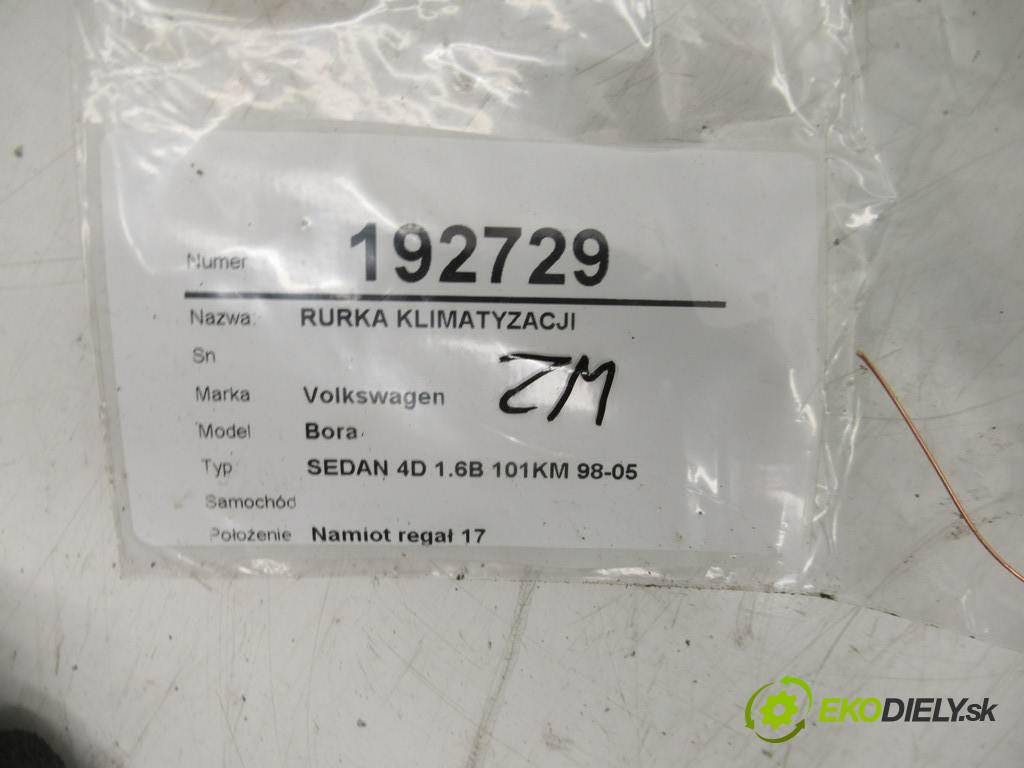 Numer 192729
Nazwa: RURKA KLIMATYZACJI
Sn
ZM
Marka Volkswagen
Model Bora
Typ SEDAN 4D 1.6B 101KM 98-05
Samochód
Położenie Namiot regał 17
EKODIELY.sk